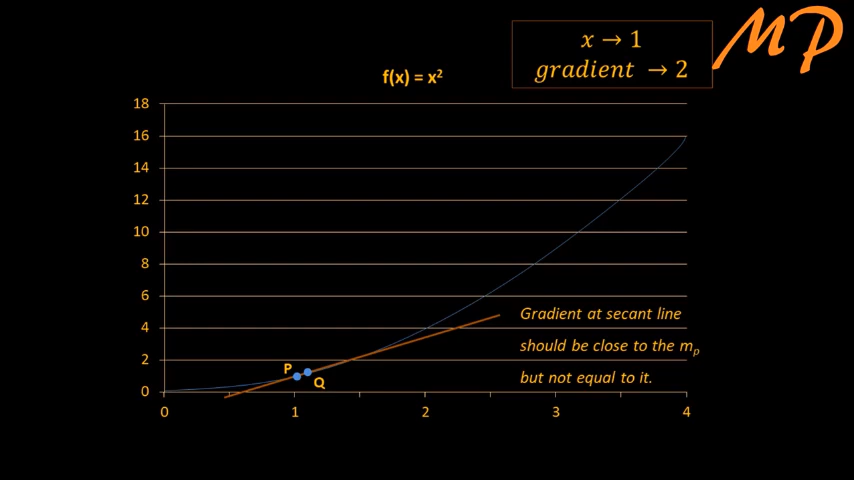 x → 1
gradient → 2
MP
f(x) = x²
18
16
14
12
10
8
6
4
2
0
P
Q
Gradient at secant line
should be close to the mₚ
but not equal to it.
0 1 2 3 4